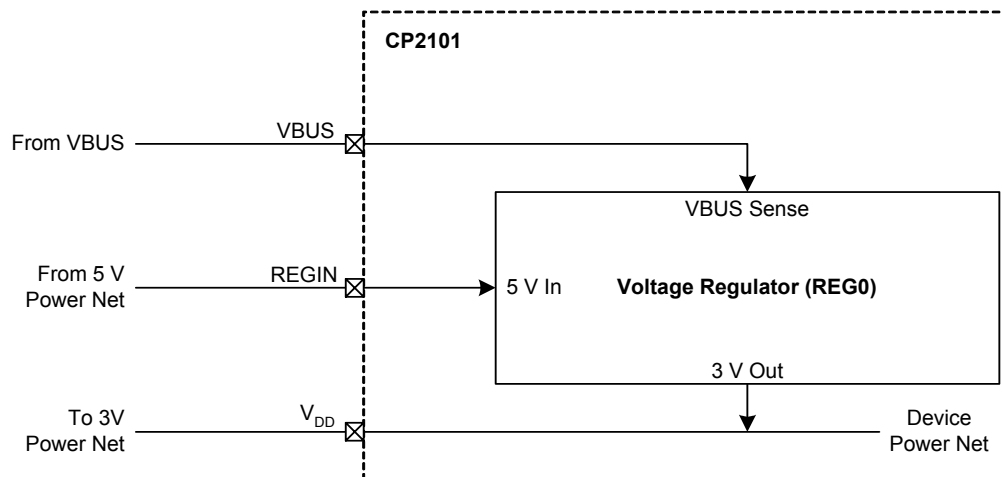 CP2101
From VBUS
VBUS
VBUS Sense
From 5 V
Power Net
REGIN
5 V In
Voltage Regulator (REG0)
3 V Out
To 3V
Power Net
VDD
Device
Power Net